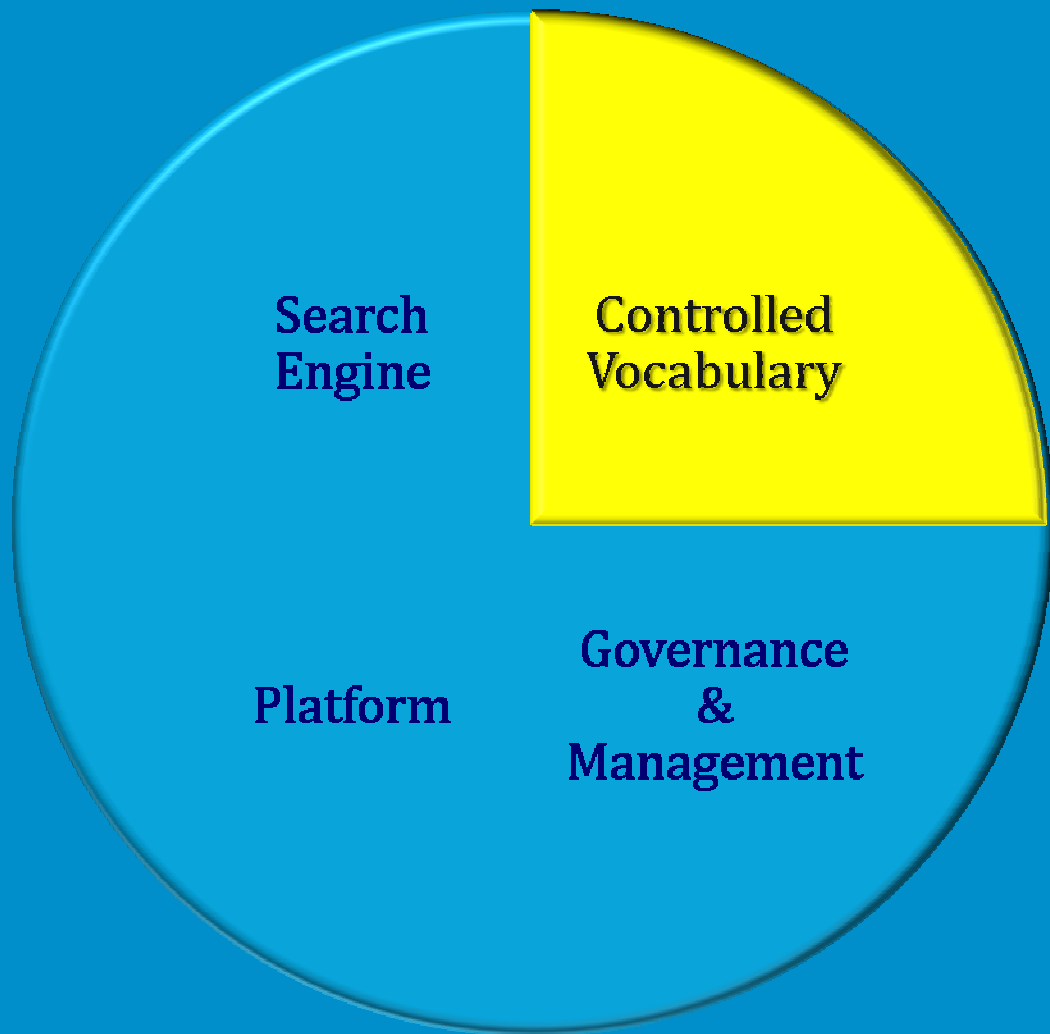 Search
Engine
Controlled
Vocabulary
Platform
Governance
&
Management